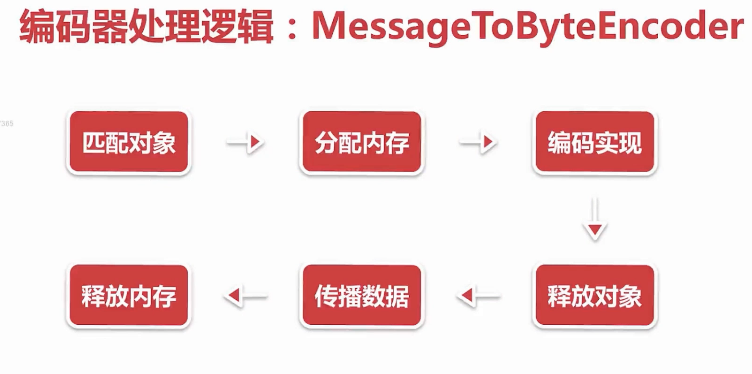 编码器处理逻辑：MessageToByteEncoder
匹配对象
分配内存
编码实现
释放内存
传播数据
释放对象